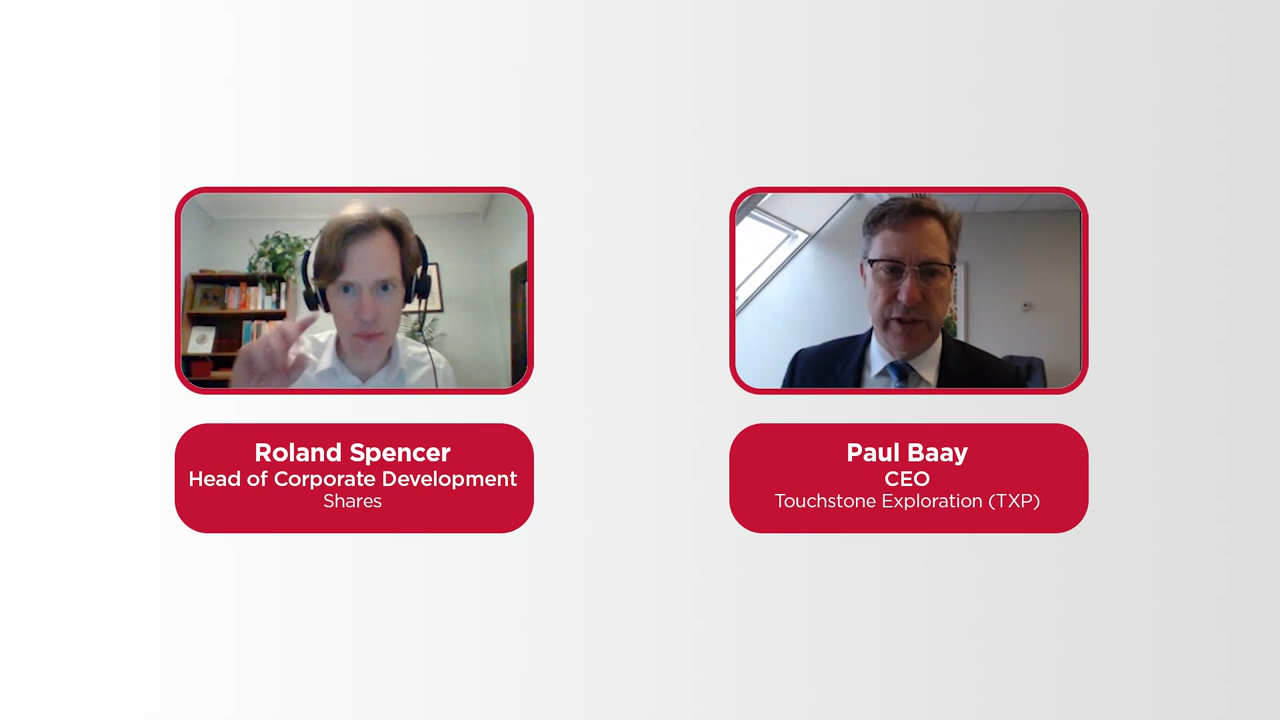 Roland Spencer
Head of Corporate Development
Shares
Paul Baay
CEO
Touchstone Exploration (TXP)